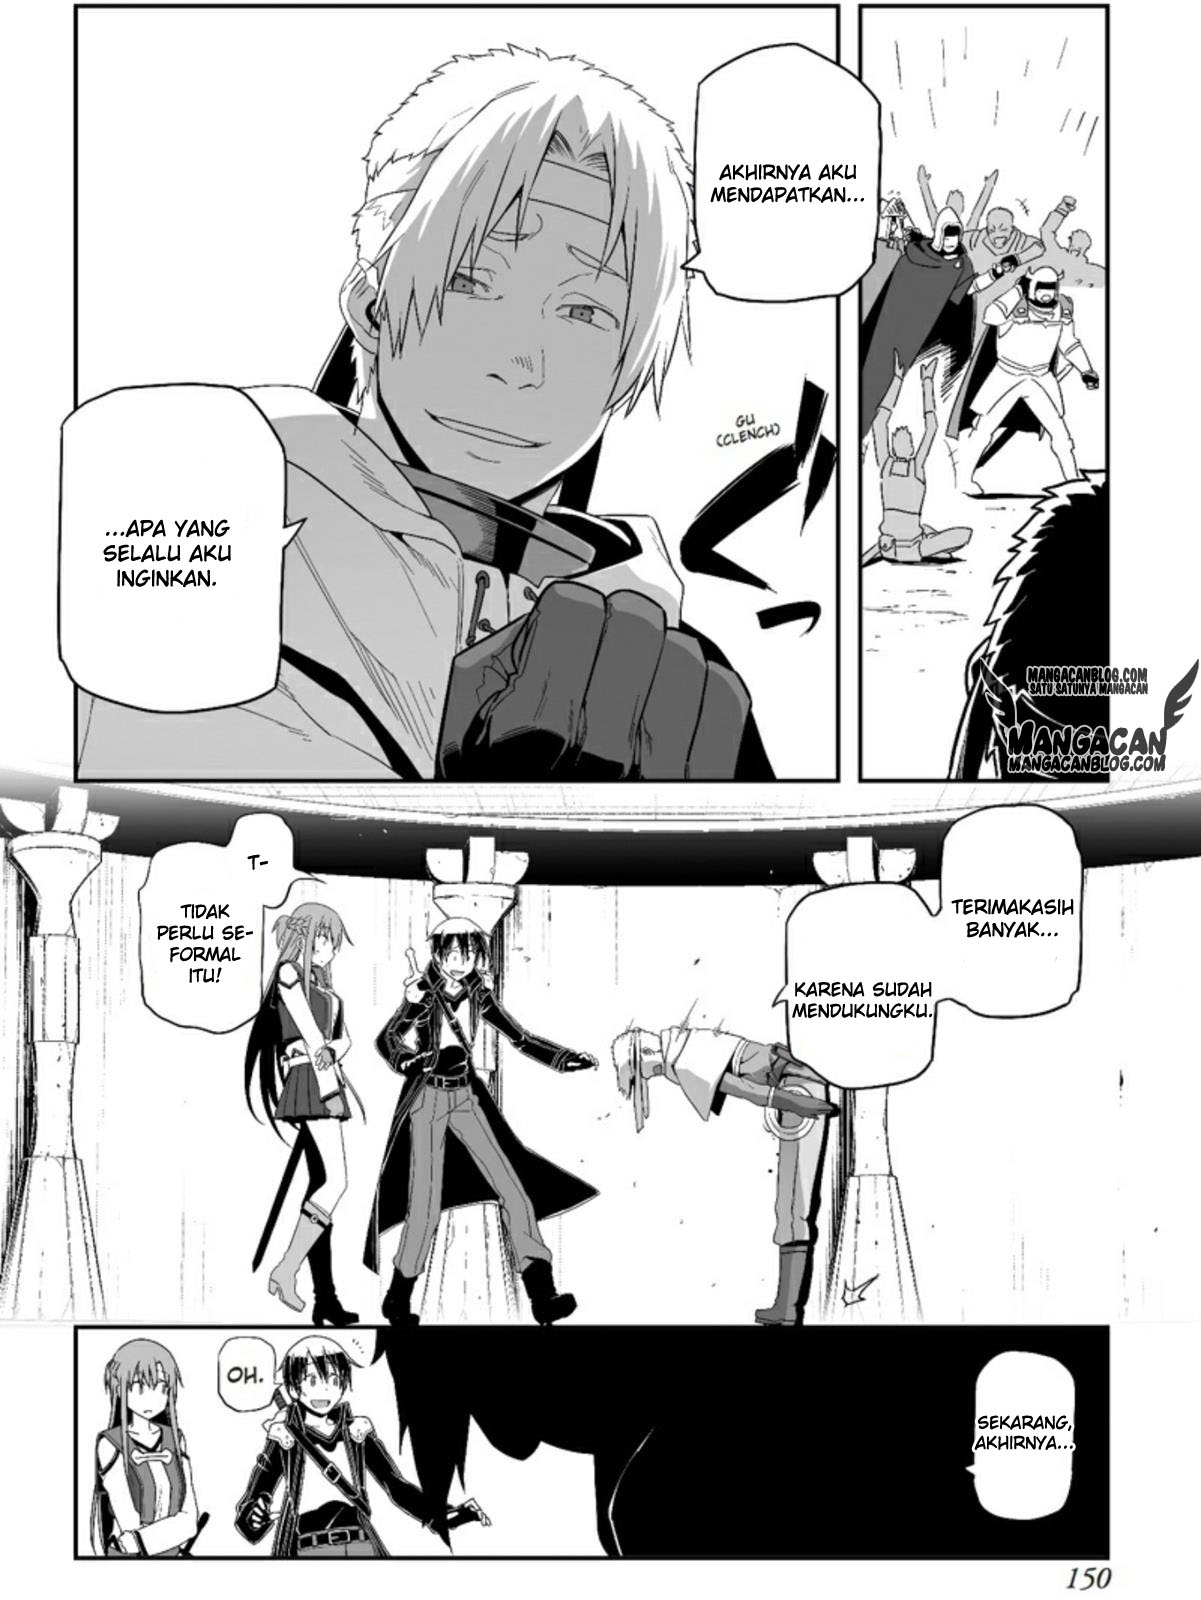 AKHIRNYA AKU
MENDAPATKAN...
GU
(CLENCH)
...APA YANG
SELALU AKU
INGINKAN.
MANGACANBLOG.COM
SATU SATUNYA MANGACAN
MANGACAN
MANGACANBLOG.COM
TERIMAKASIH
BANYAK...
KARENA SUDAH
MENDUKUNGKU.
T-
TIDAK
PERLU SE-
FORMAL
ITU!
OH.
SEKARANG,
AKHIRNYA...
150